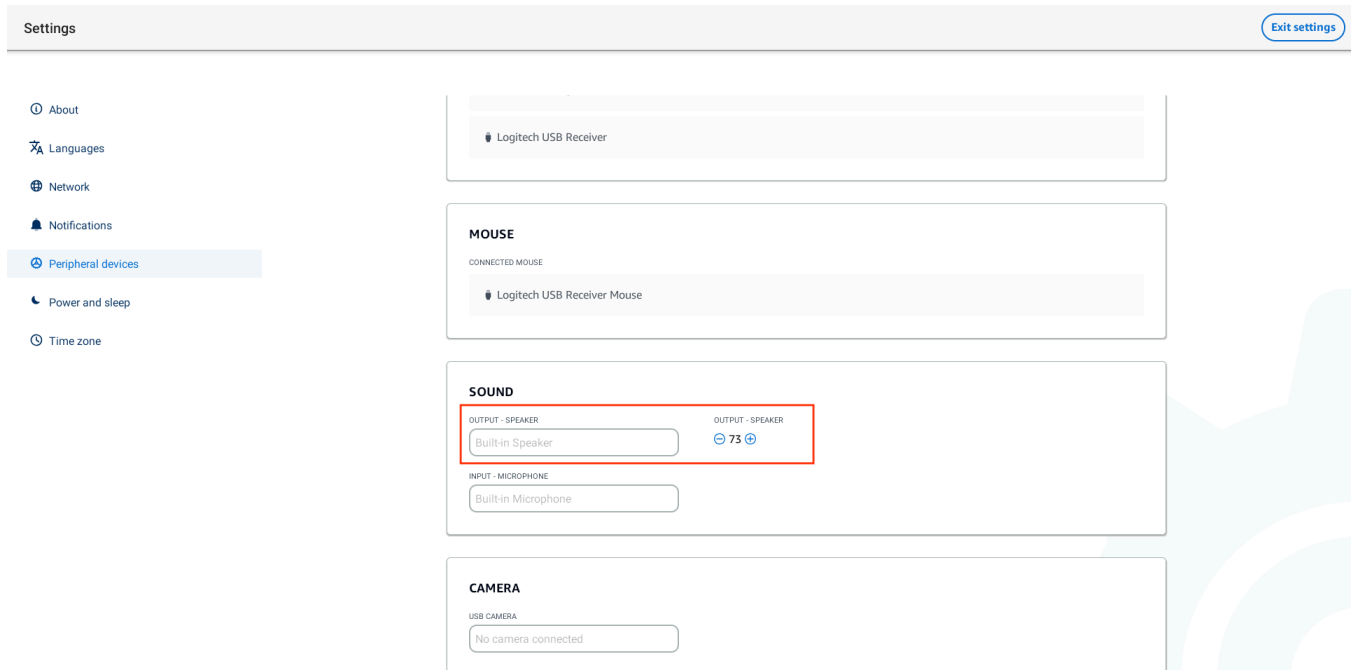 Settings
Exit settings
About
Languages
Network
Notifications
Peripheral devices
Power and sleep
Time zone
Logitech USB Receiver
MOUSE
CONNECTED MOUSE
Logitech USB Receiver Mouse
SOUND
OUTPUT - SPEAKER
Built-in Speaker
OUTPUT - SPEAKER
73
INPUT - MICROPHONE
Built-in Microphone
CAMERA
USB CAMERA
No camera connected